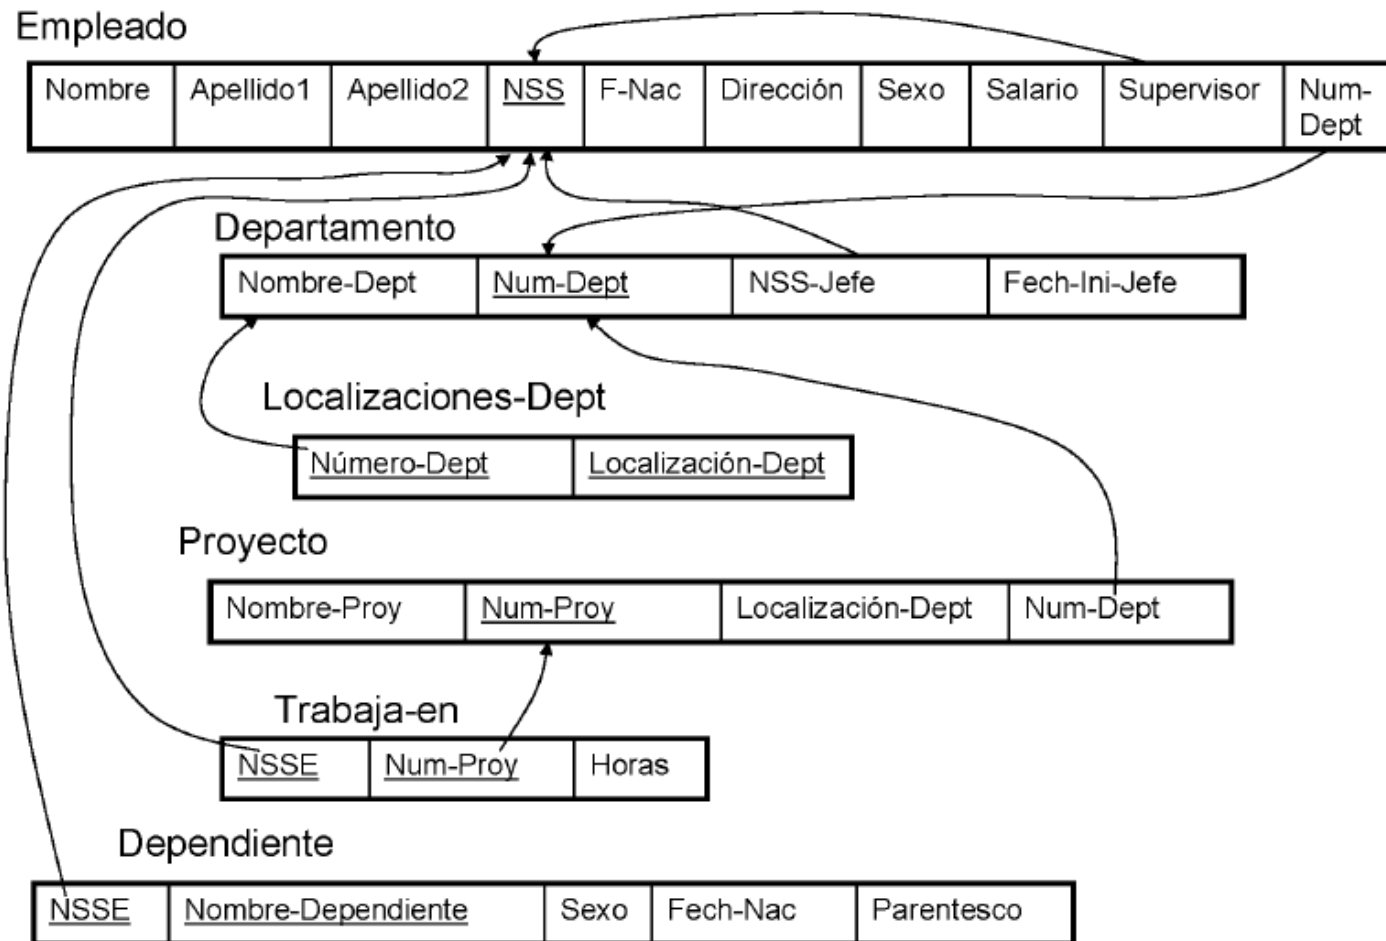 Empleado
Nombre Apellido1 Apellido2 NSS F-Nac Dirección Sexo Salario Supervisor Num-
Dept
Departamento
Nombre-Dept Num-Dept NSS-Jefe Fech-Ini-Jefe
Localizaciones-Dept
Número-Dept Localización-Dept
Proyecto
Nombre-Proy Num-Proy Localización-Dept Num-Dept
Trabaja-en
NSSE Num-Proy Horas
Dependiente
NSSE Nombre-Dependiente Sexo Fech-Nac Parentesco